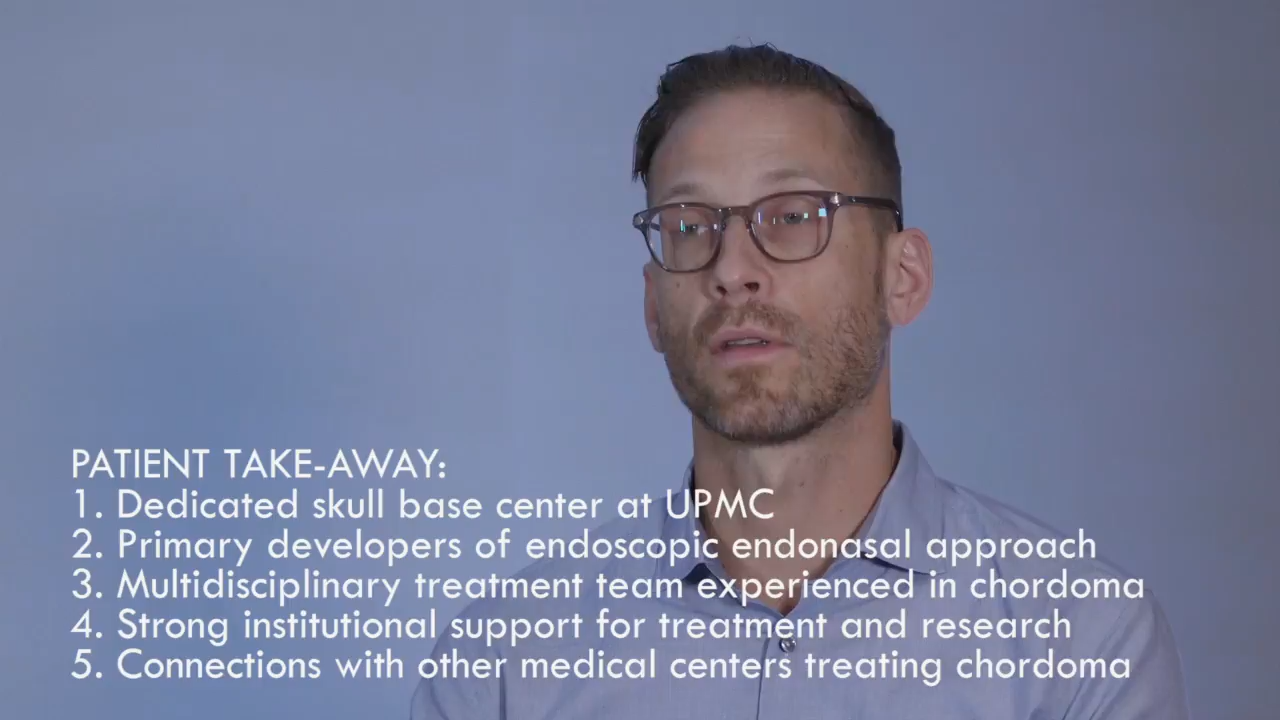 PATIENT TAKE-AWAY:
1. Dedicated skull base center at UPMC
2. Primary developers of endoscopic endonasal approach
3. Multidisciplinary treatment team experienced in chordoma
4. Strong institutional support for treatment and research
5. Connections with other medical centers treating chordoma